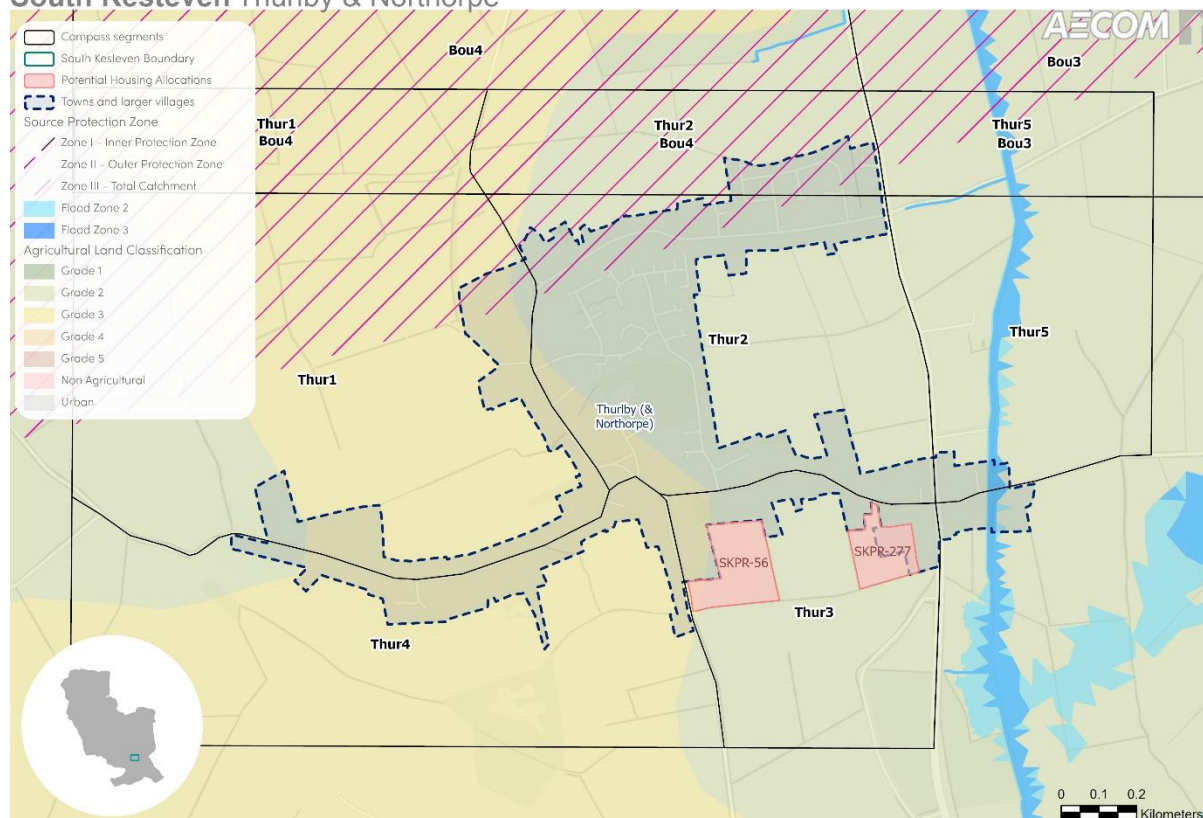 South Kesteven Thurlby & Northorpe
AECOM
Compass segments
South Kesteven Boundary
Potential Housing Allocations
Towns and larger villages
Source Protection Zone
Zone I - Inner Protection Zone
Zone II - Outer Protection Zone
Zone III - Total Catchment
Flood Zone 2
Flood Zone 3
Agricultural Land Classification
Grade 1
Grade 2
Grade 3
Grade 4
Grade 5
Non Agricultural
Urban
Bou4
Bou3
Thur1
Bou4
Thur2
Bou4
Thur5
Bou3
Thur2
Thur5
Thur1
Thurlby (&
Northorpe)
SKPR-56
SKPR-277
Thur3
Thur4
0 0.1 0.2
Kilometers